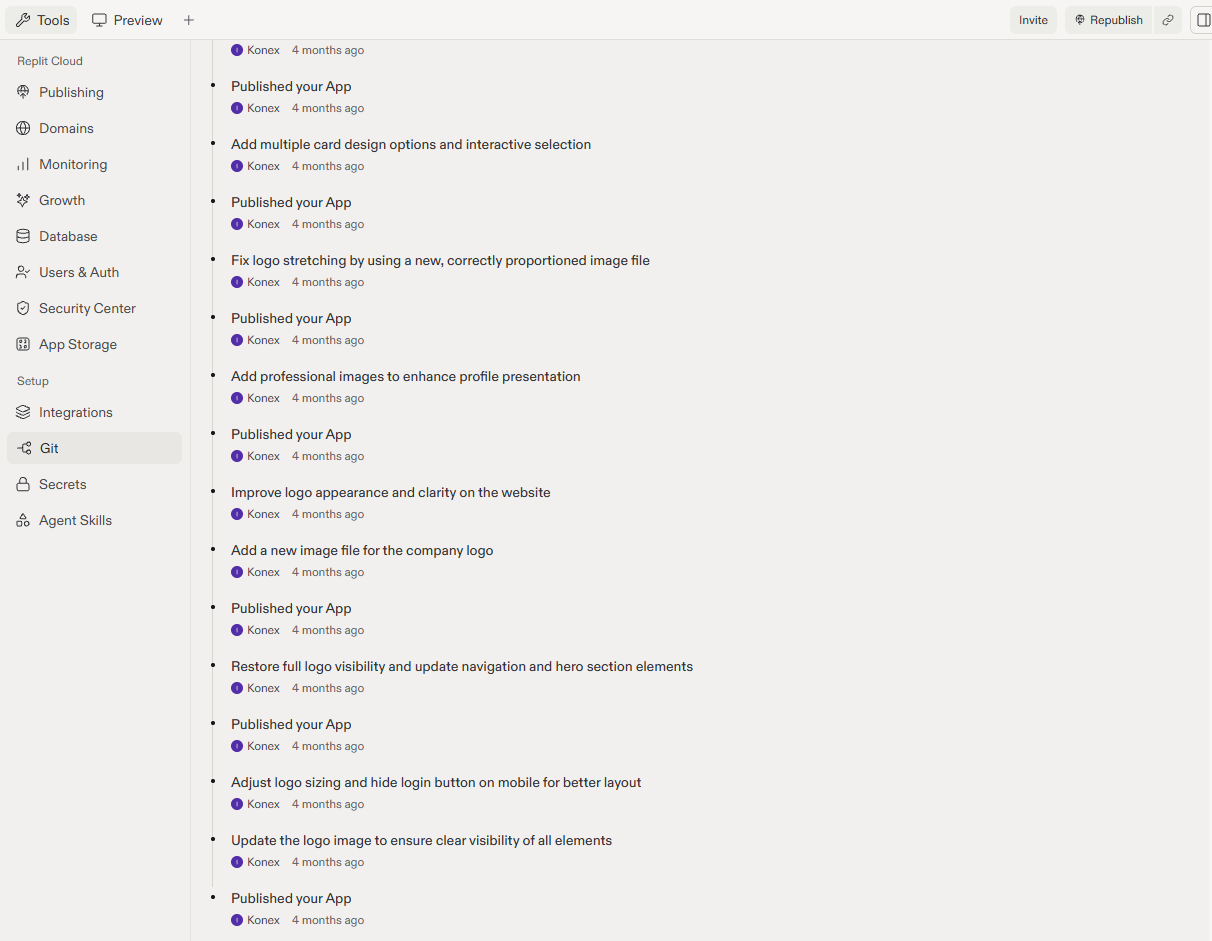 Tools Preview + Invite Republish
Replit Cloud
Publishing
Domains
Monitoring
Growth
Database
Users & Auth
Security Center
App Storage
Setup
Integrations
Git
Secrets
Agent Skills
Konex 4 months ago
Published your App
Konex 4 months ago
Add multiple card design options and interactive selection
Konex 4 months ago
Published your App
Konex 4 months ago
Fix logo stretching by using a new, correctly proportioned image file
Konex 4 months ago
Published your App
Konex 4 months ago
Add professional images to enhance profile presentation
Konex 4 months ago
Published your App
Konex 4 months ago
Improve logo appearance and clarity on the website
Konex 4 months ago
Add a new image file for the company logo
Konex 4 months ago
Published your App
Konex 4 months ago
Restore full logo visibility and update navigation and hero section elements
Konex 4 months ago
Published your App
Konex 4 months ago
Adjust logo sizing and hide login button on mobile for better layout
Konex 4 months ago
Update the logo image to ensure clear visibility of all elements
Konex 4 months ago
Published your App
Konex 4 months ago